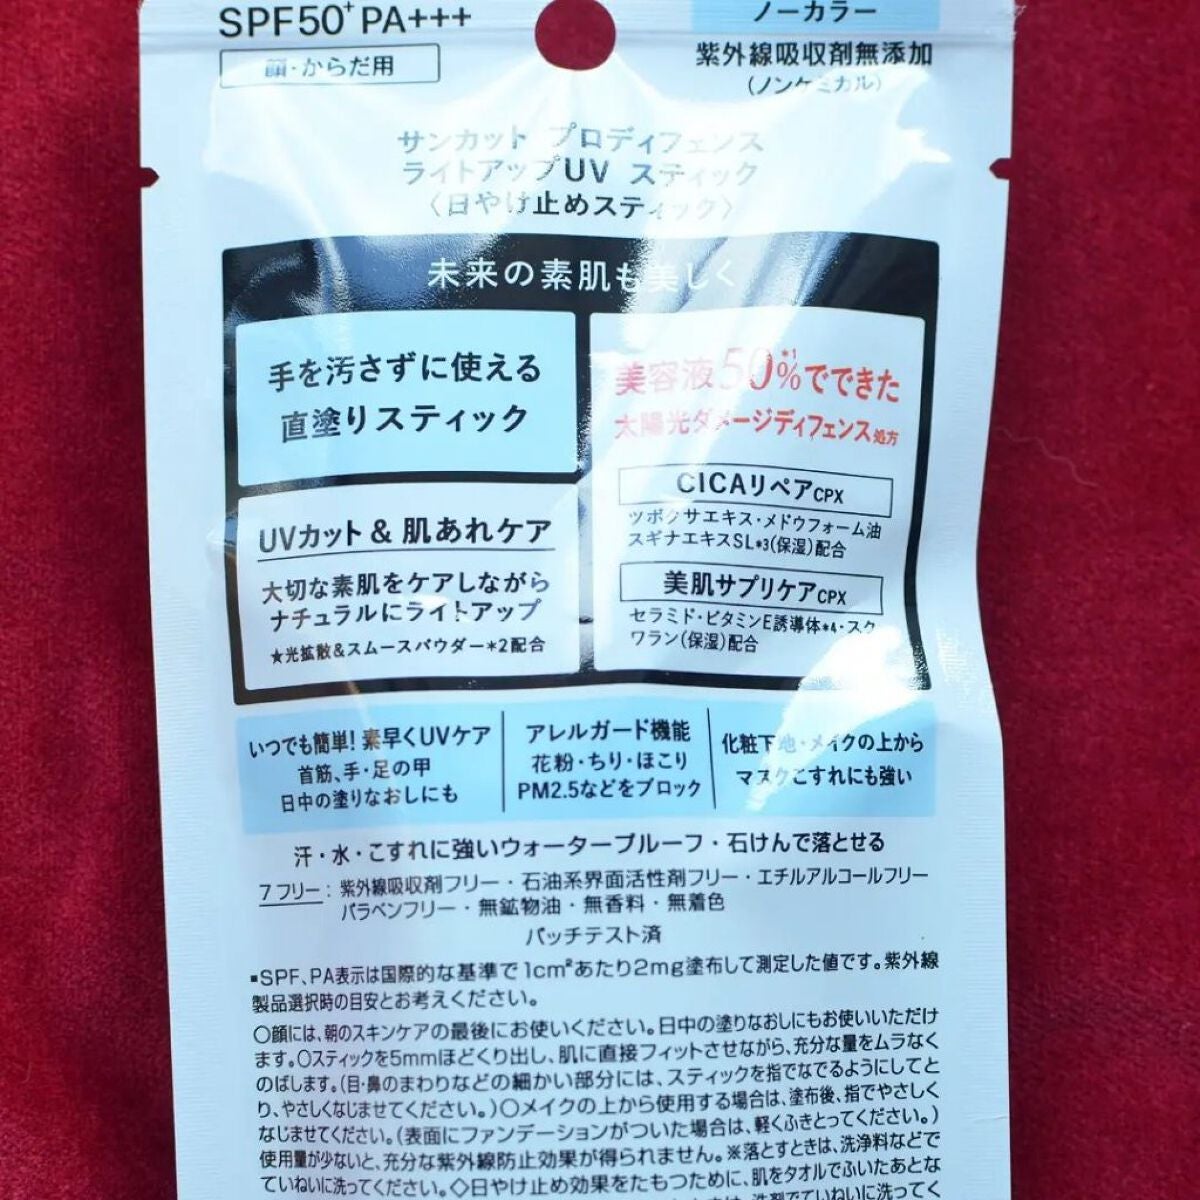 SPF50⁺ PA+++
顔・からだ用
ノーカラー
紫外線吸収剤無添加
(ノンケミカル)
サンカット プロディフェンス
ライトアップUV スティック
〈日やけ止めスティック〉
未来の素肌も美しく
手を汚さずに使える
直塗りスティック
UVカット & 肌あれケア
大切な素肌をケアしながら
ナチュラルにライトアップ
★光拡散&スムースパウダー*2配合
美容液50%*1でできた
太陽光ダメージディフェンス処方
CICAリペアCPX
ツボクサエキス・メドウフォーム油
スギナエキスSL*3(保湿)配合
美肌サプリケアCPX
セラミド・ビタミンE誘導体*4・スク
ワラン(保湿)配合
いつでも簡単! 素早くUVケア
首筋、手・足の甲
日中の塗りなおしにも
アレルガード機能
花粉・ちり・ほこり
PM2.5などをブロック
化粧下地・メイクの上から
マスクこすれにも強い
汗・水・こすれに強いウォータープルーフ・石けんで落とせる
7フリー:紫外線吸収剤フリー・石油系界面活性剤フリー・エチルアルコールフリー
パラベンフリー・無鉱物油・無香料・無着色
パッチテスト済
▪SPF、PA表示は国際的な基準で1cm²あたり2mg塗布して測定した値です。紫外線
製品選択時の目安とお考えください。
○顔には、朝のスキンケアの最後にお使いください。日中の塗りなおしにもお使いいただけ
ます。○スティックを5mmほどくり出し、肌に直接フィットさせながら、充分な量をムラなく
のばします。(目・鼻のまわりなどの細かい部分には、スティックを指でなでるようにしてと
り、やさしくなじませてください。)○メイクの上から使用する場合は、塗布後、指でやさしく
なじませてください。(表面にファンデーションがついた場合は、軽くふきとってください。)
使用量が少ないと、充分な紫外線防止効果が得られません。※落とすときは、洗浄料などで
ていねいに洗ってください。◇日やけ止め効果をたもつために、肌をタオルでふいたあとな